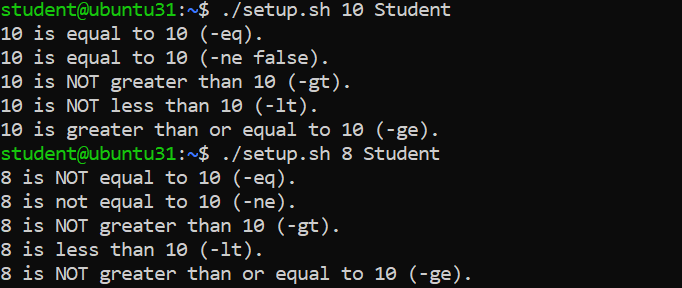 student@ubuntu31:~$ ./setup.sh 10 Student
10 is equal to 10 (-eq).
10 is equal to 10 (-ne false).
10 is NOT greater than 10 (-gt).
10 is NOT less than 10 (-lt).
10 is greater than or equal to 10 (-ge).
student@ubuntu31:~$ ./setup.sh 8 Student
8 is NOT equal to 10 (-eq).
8 is not equal to 10 (-ne).
8 is NOT greater than 10 (-gt).
8 is less than 10 (-lt).
8 is NOT greater than or equal to 10 (-ge).